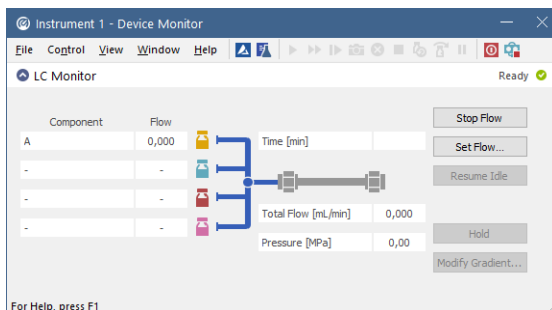 Instrument 1 - Device Monitor
File Control View Window Help
LC Monitor Ready
Component Flow
A 0,000
- -
- -
- -
Time [min]
Total Flow [mL/min] 0,000
Pressure [MPa] 0,00
Stop Flow
Set Flow...
Resume Idle
Hold
Modify Gradient...
For Help, press F1